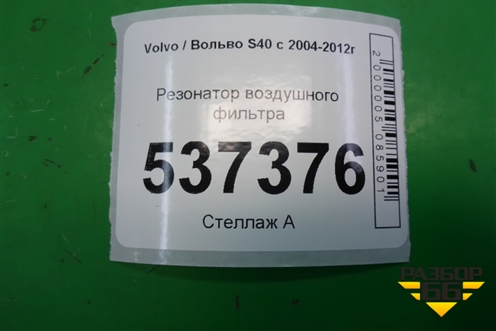 Volvo / Вольво S40 с 2004-2012г
Резонатор воздушного
фильтра
537376
Стеллаж А
2000005085901
РАЗБОР
66